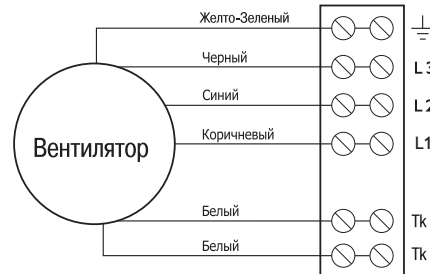 Желто-Зеленый
Черный L3
Синий L2
Коричневый L1
Вентилятор
Белый Tk
Белый Tk